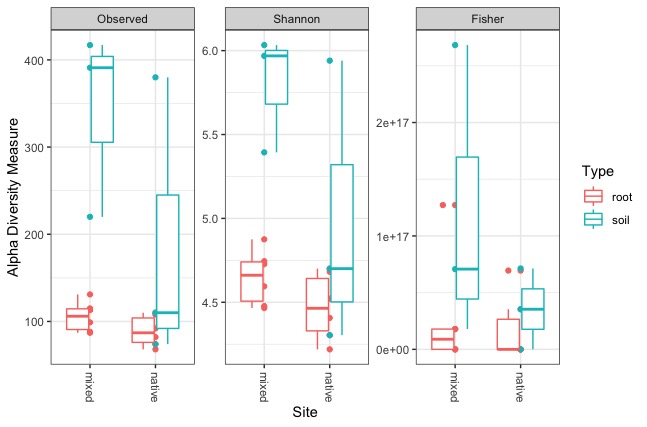 Observed
Shannon
Fisher
Alpha Diversity Measure
400
300
200
100
6.0
5.5
5.0
4.5
2e+17
1e+17
0e+00
mixed
native
mixed
native
mixed
native
Site
Type
root
soil